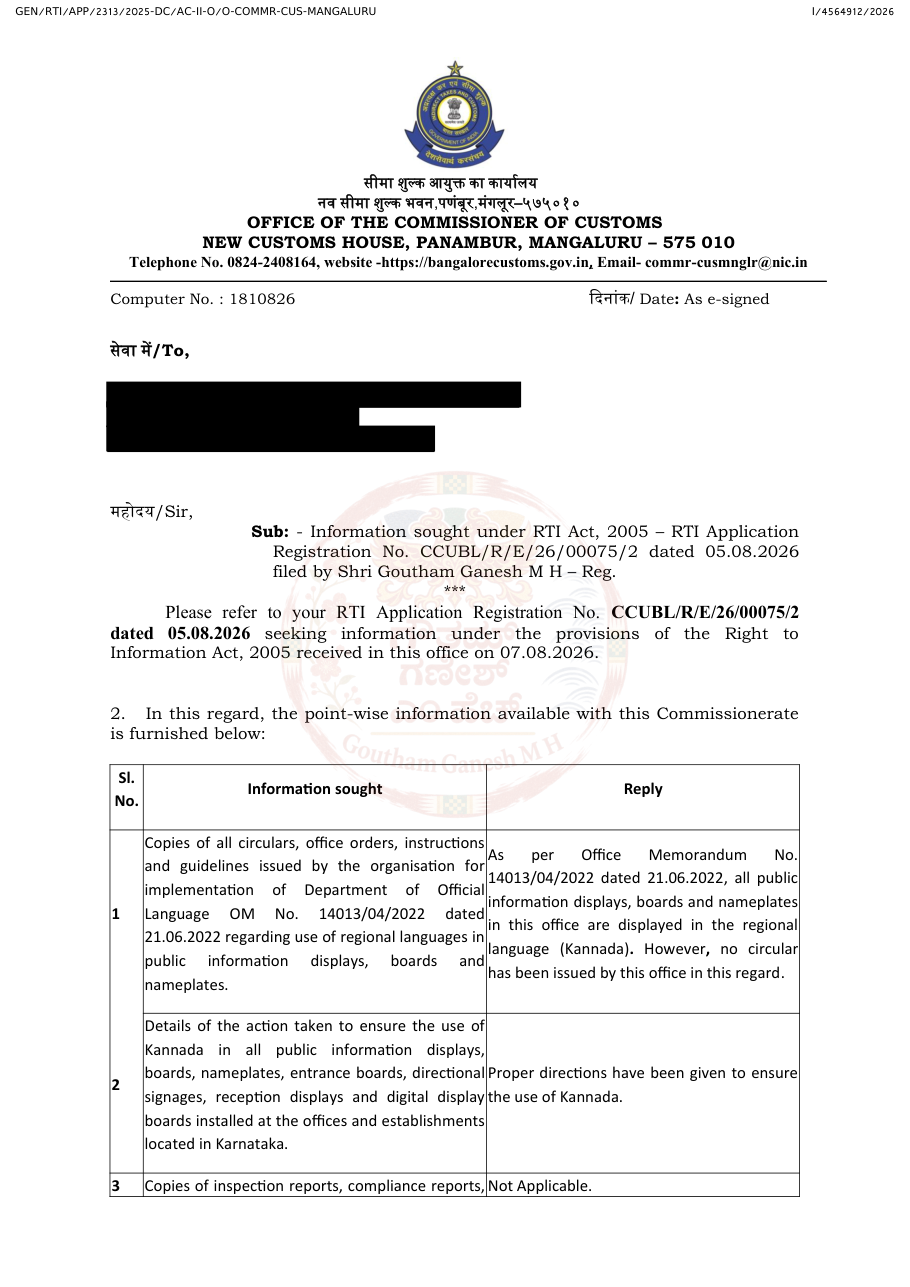 GEN/RTI/APP/2313/2025-DC/AC-II-O/O-COMMR-CUS-MANGALURU
I/4564912/2026
सीमा शुल्क आयुक्त का कार्यालय
नव सीमा शुल्क भवन,पणंबूर,मंगलूर–५७५०१०
OFFICE OF THE COMMISSIONER OF CUSTOMS
NEW CUSTOMS HOUSE, PANAMBUR, MANGALURU – 575 010
Telephone No. 0824-2408164, website -https://bangalorecustoms.gov.in, Email- commr-cusmnglr@nic.in
Computer No. : 1810826
दिनांक/ Date: As e-signed
सेवा में/To,
महोदय/Sir,
Sub: - Information sought under RTI Act, 2005 – RTI Application
Registration No. CCUBL/R/E/26/00075/2 dated 05.08.2026
filed by Shri Goutham Ganesh M H – Reg.
***
Please refer to your RTI Application Registration No. CCUBL/R/E/26/00075/2
dated 05.08.2026 seeking information under the provisions of the Right to
Information Act, 2005 received in this office on 07.08.2026.
ಗೌತಮ್
ಗಣೇಶ್
ಎಂ ಹೆಚ್
Goutham Ganesh M H
2. In this regard, the point-wise information available with this Commissionerate
is furnished below:
Sl.
No.
Information sought
Reply
1
Copies of all circulars, office orders, instructions
and guidelines issued by the organisation for
implementation of Department of Official
Language OM No. 14013/04/2022 dated
21.06.2022 regarding use of regional languages in
public information displays, boards and
nameplates.
As per Office Memorandum No.
14013/04/2022 dated 21.06.2022, all public
information displays, boards and nameplates
in this office are displayed in the regional
language (Kannada). However, no circular
has been issued by this office in this regard.
2
Details of the action taken to ensure the use of
Kannada in all public information displays,
boards, nameplates, entrance boards, directional
signages, reception displays and digital display
boards installed at the offices and establishments
located in Karnataka.
Proper directions have been given to ensure
the use of Kannada.
3
Copies of inspection reports, compliance reports,
Not Applicable.